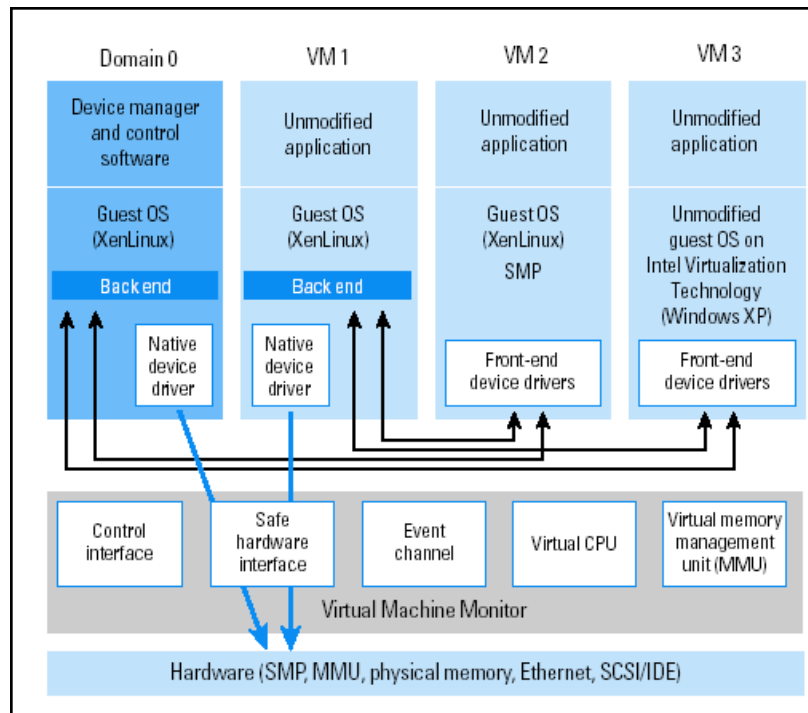 Domain 0
VM 1
VM 2
VM 3
Device manager
and control
software
Unmodified
application
Unmodified
application
Unmodified
application
Guest OS
(XenLinux)
Back end
Native
device
driver
Guest OS
(XenLinux)
Back end
Native
device
driver
Guest OS
(XenLinux)
SMP
Front-end
device drivers
Unmodified
guest OS on
Intel Virtualization
Technology
(Windows XP)
Front-end
device drivers
Control
interface
Safe
hardware
interface
Event
channel
Virtual CPU
Virtual memory
management
unit (MMU)
Virtual Machine Monitor
Hardware (SMP, MMU, physical memory, Ethernet, SCSI/IDE)